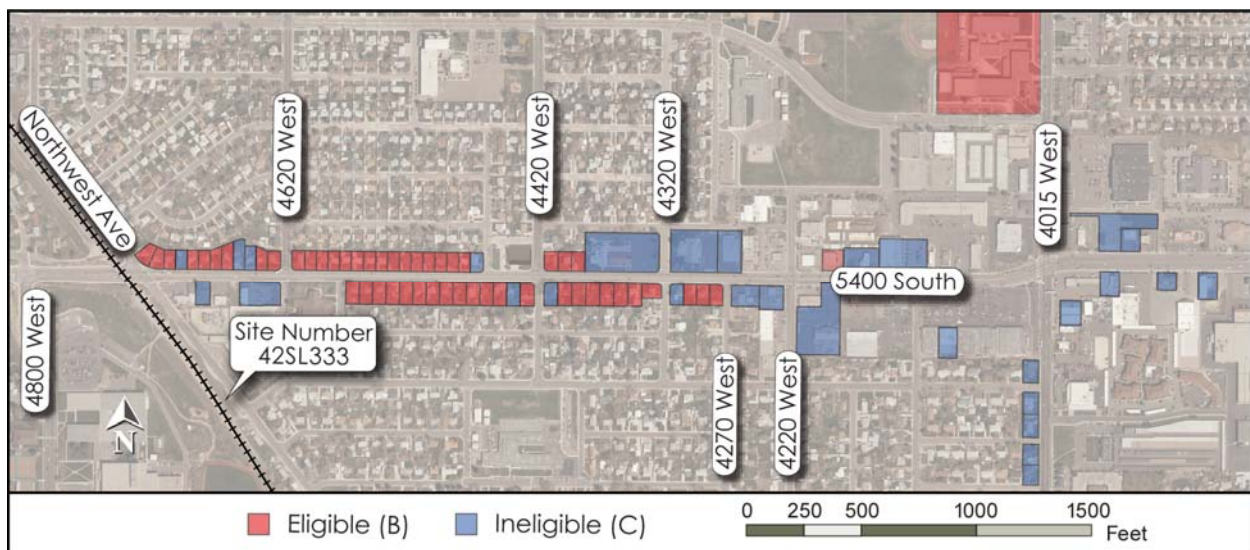 Northwest Ave
4620 West
4420 West
4320 West
4015 West
5400 South
4800 West
Site Number
42SL333
N
4270 West
4220 West
Eligible (B)
Ineligible (C)
0 250 500 1000 1500
Feet